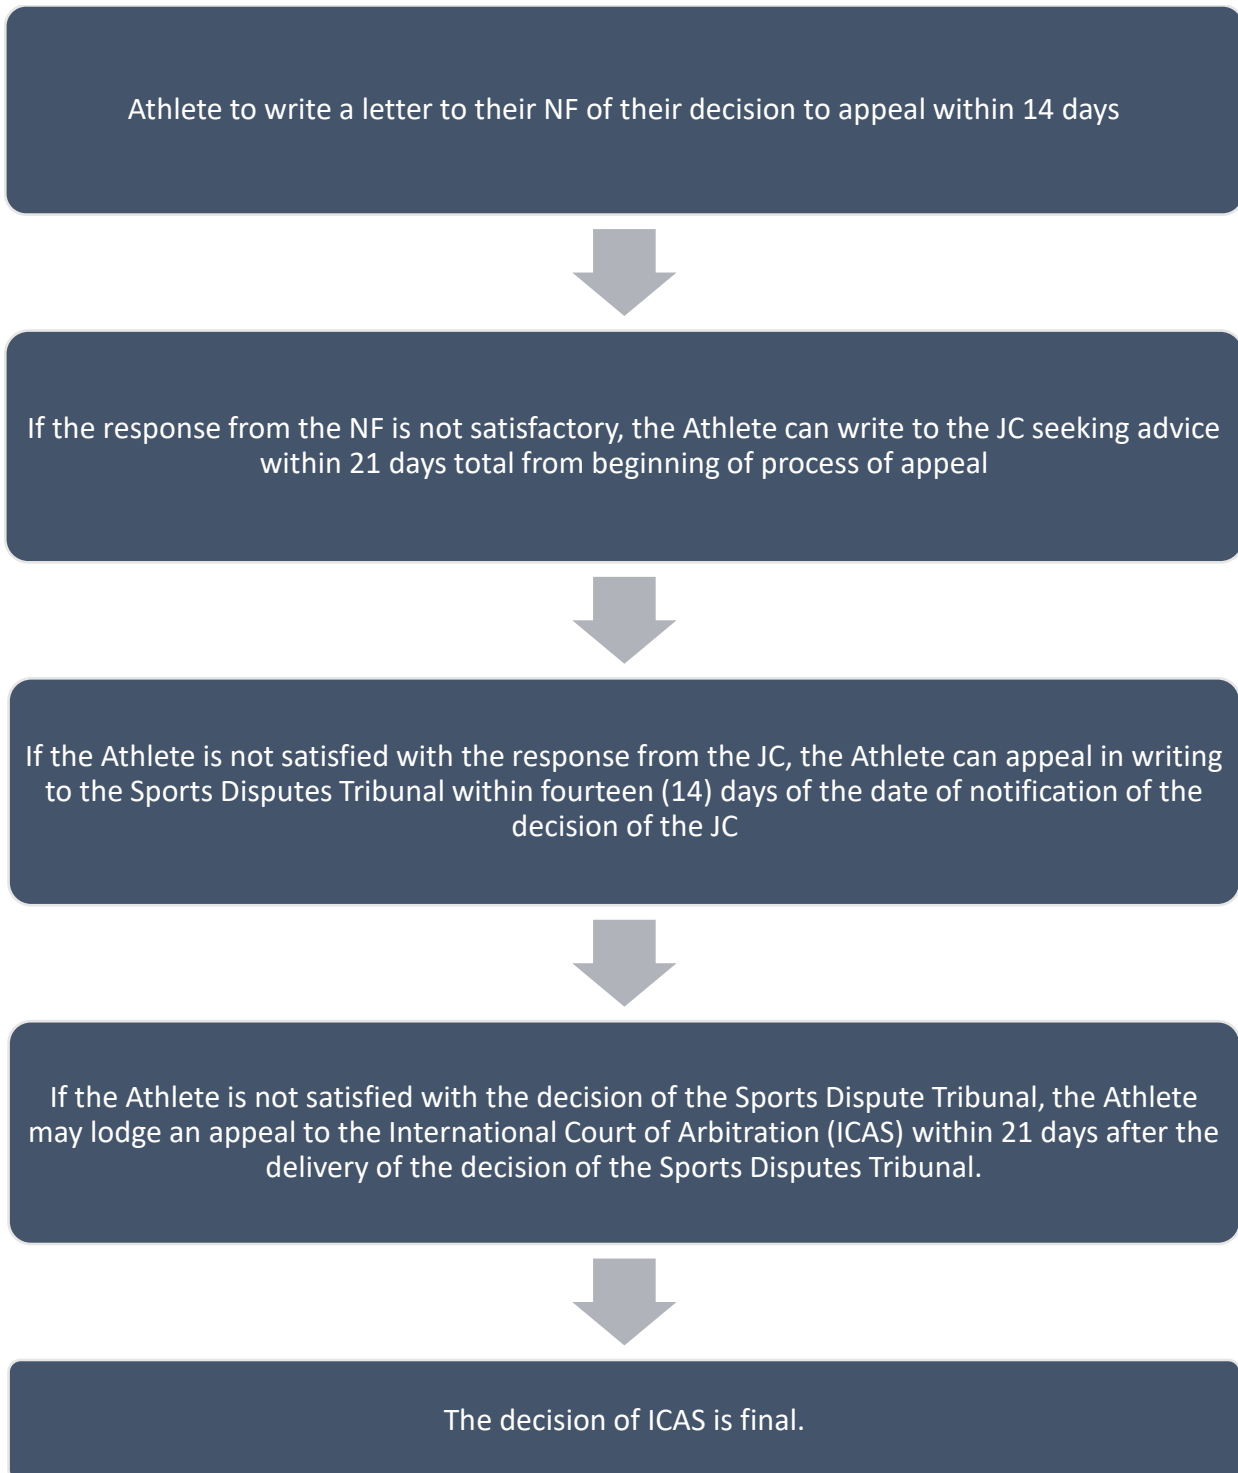 Athlete to write a letter to their NF of their decision to appeal within 14 days
If the response from the NF is not satisfactory, the Athlete can write to the JC seeking advice
within 21 days total from beginning of process of appeal
If the Athlete is not satisfied with the response from the JC, the Athlete can appeal in writing
to the Sports Disputes Tribunal within fourteen (14) days of the date of notification of the
decision of the JC
If the Athlete is not satisfied with the decision of the Sports Dispute Tribunal, the Athlete
may lodge an appeal to the International Court of Arbitration (ICAS) within 21 days after the
delivery of the decision of the Sports Disputes Tribunal.
The decision of ICAS is final.